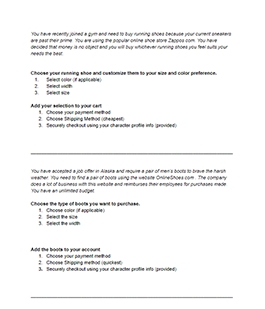 You have recently joined a gym and need to buy running shoes because your current sneakers
are past their prime. You are using the popular online shoe store Zappos.com. You have
decided that money is no object and you will buy whichever running shoes you feel suits your
needs the best.
Choose your running shoe and customize them to your size and color preference.
1. Select color (if applicable)
2. Select width
3. Select size
Add your selection to your cart
1. Choose your payment method
2. Choose Shipping Method (cheapest)
3. Securely checkout using your character profile info (provided)
You have accepted a job offer in Alaska and require a pair of men's boots to brave the harsh
weather. You need to find a pair of boots using the website OnlineShoes.com. The company
does a lot of business with this website and reimburses their employees for purchases made.
You have an unlimited budget.
Choose the type of boots you want to purchase.
1. Choose color (if applicable)
2. Select the size
3. Select the width
Add the boots to your account
1. Choose your payment method
2. Choose Shipping method (quickest)
3. Securely checkout using your character profile info (provided)